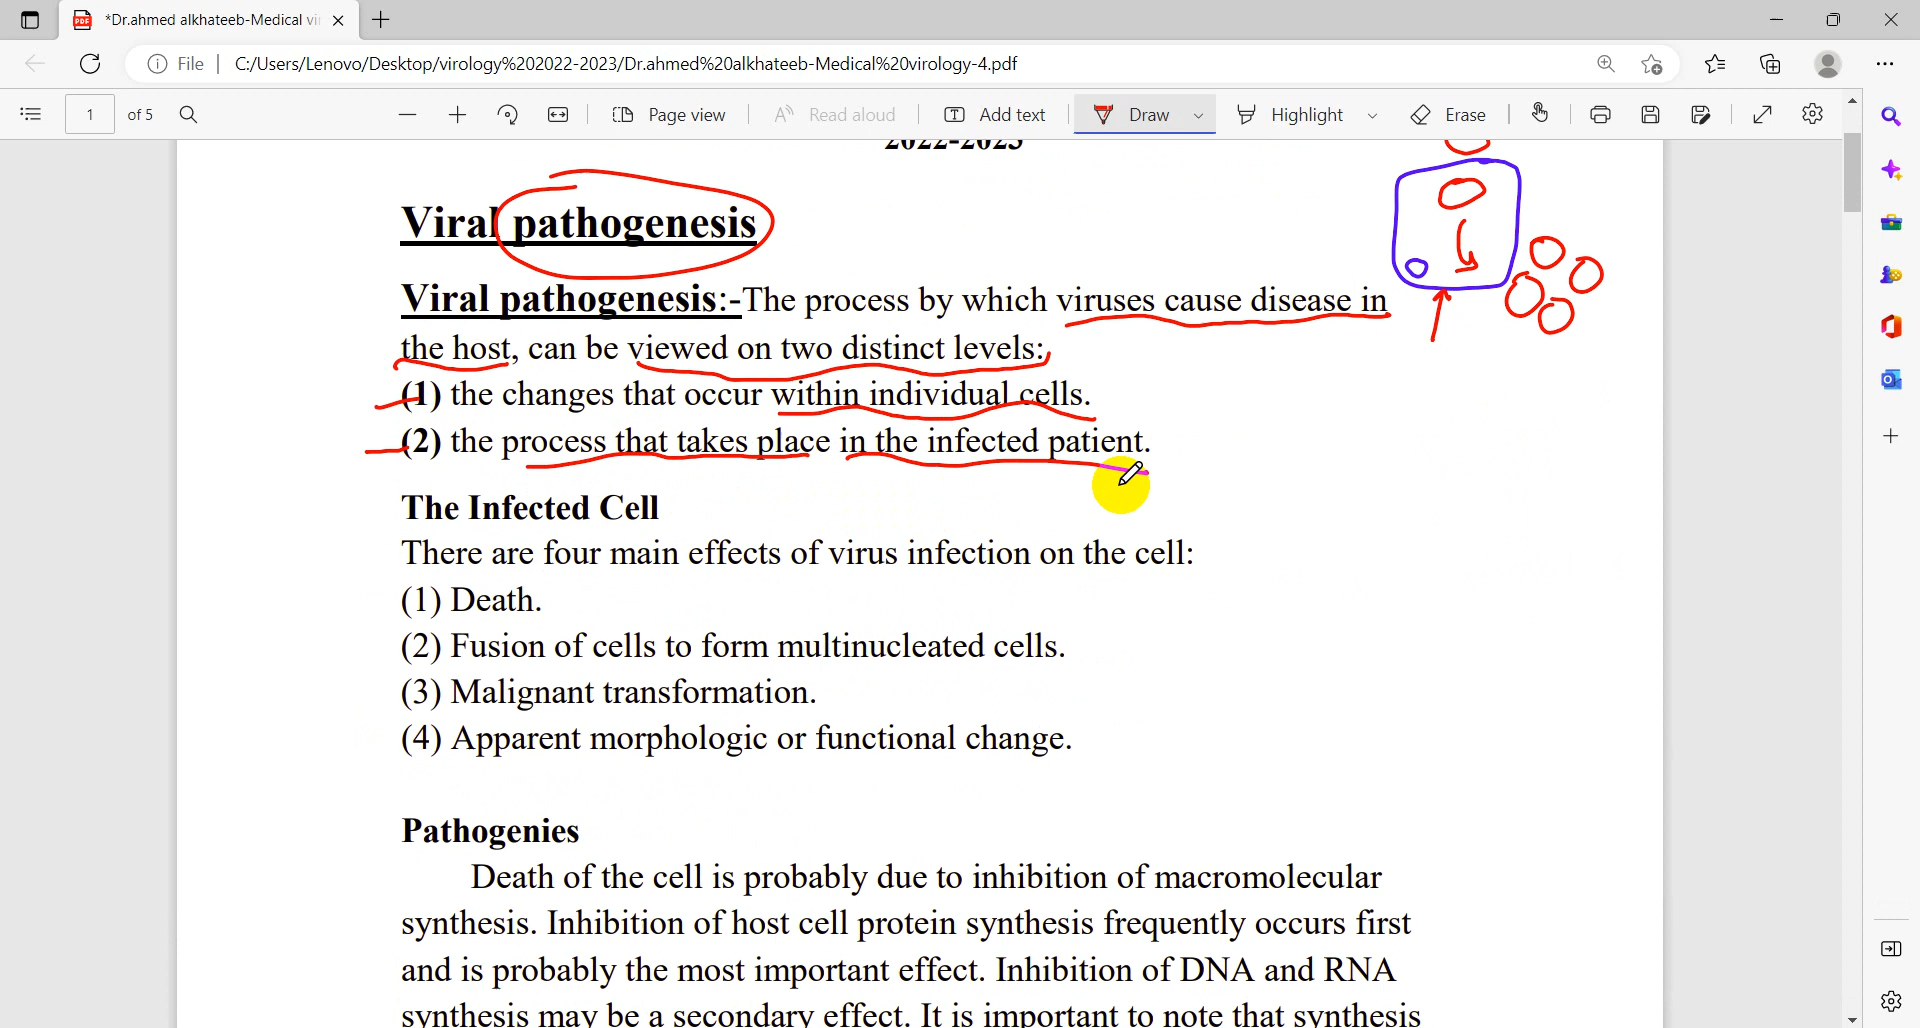 *Dr.ahmed alkhateeb-Medical vi
File
C:/Users/Lenovo/Desktop/virology%202022-2023/Dr.ahmed%20alkhateeb-Medical%20virology-4.pdf
1 of 5
Page view
Read aloud
Add text
Draw
Highlight
Erase
2022-2023
Viral pathogenesis
Viral pathogenesis:-The process by which viruses cause disease in
the host, can be viewed on two distinct levels:
(1) the changes that occur within individual cells.
(2) the process that takes place in the infected patient.
The Infected Cell
There are four main effects of virus infection on the cell:
(1) Death.
(2) Fusion of cells to form multinucleated cells.
(3) Malignant transformation.
(4) Apparent morphologic or functional change.
Pathogenies
Death of the cell is probably due to inhibition of macromolecular
synthesis. Inhibition of host cell protein synthesis frequently occurs first
and is probably the most important effect. Inhibition of DNA and RNA
synthesis may be a secondary effect. It is important to note that synthesis